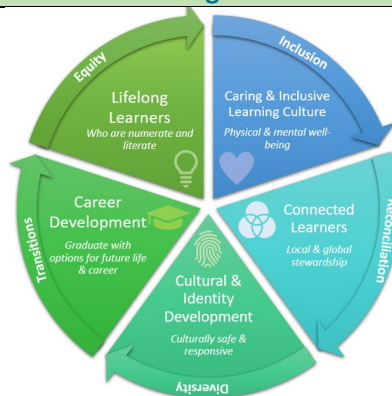 Equity
Inclusion
Lifelong
Learners
Who are numerate and
literate
Caring & Inclusive
Learning Culture
Physical & mental well-
being
Career
Development
Graduate with
options for future life
& career
Connected
Learners
Local & global
stewardship
Cultural &
Identity
Development
Culturally safe &
responsive
Transitions
Reconciliation
Diversity